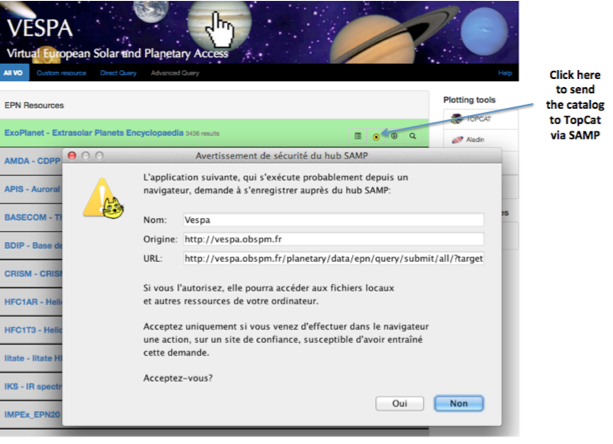 VESPA
Virtual European Solar and Planetary Access
All VO Custom resource Direct Query Advanced Query Help
EPN Resources
Plotting tools
ExoPlanet - Extrasolar Planets Encyclopaedia 3436 results
TOPCAT
Aladin
Click here
to send
the catalog
to TopCat
via SAMP
AMDA - CDPP
APIS - Auroral
BASECOM - Th
BDIP - Base de
CRISM - CRISM
HFC1AR - Heli
HFC1T3 - Helio
Iitate - Iitate H
IKS - IR spectr
IMPEx_EPN20
Avertissement de sécurité du hub SAMP
L'application suivante, qui s'exécute probablement depuis un
navigateur, demande à s'enregistrer auprès du hub SAMP:
Nom: Vespa
Origine: http://vespa.obspm.fr
URL: http://vespa.obspm.fr/planetary/data/epn/query/submit/all/?target
Si vous l'autorisez, elle pourra accéder aux fichiers locaux
et autres ressources de votre ordinateur.
Acceptez uniquement si vous venez d'effectuer dans le navigateur
une action, sur un site de confiance, susceptible d'avoir entraîné
cette demande.
Acceptez-vous?
Oui Non